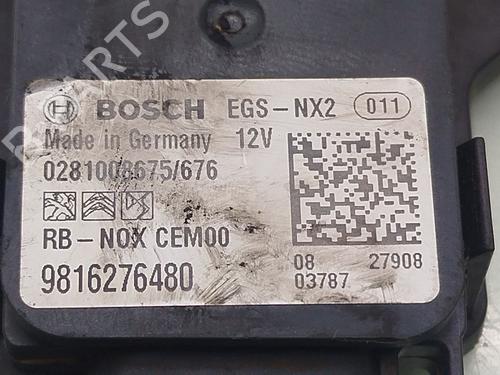 BOSCH EGS-NX2 011
Made in Germany 12V
0281008675/676
RB-NOX CEM00
9816276480
08 27908
03787